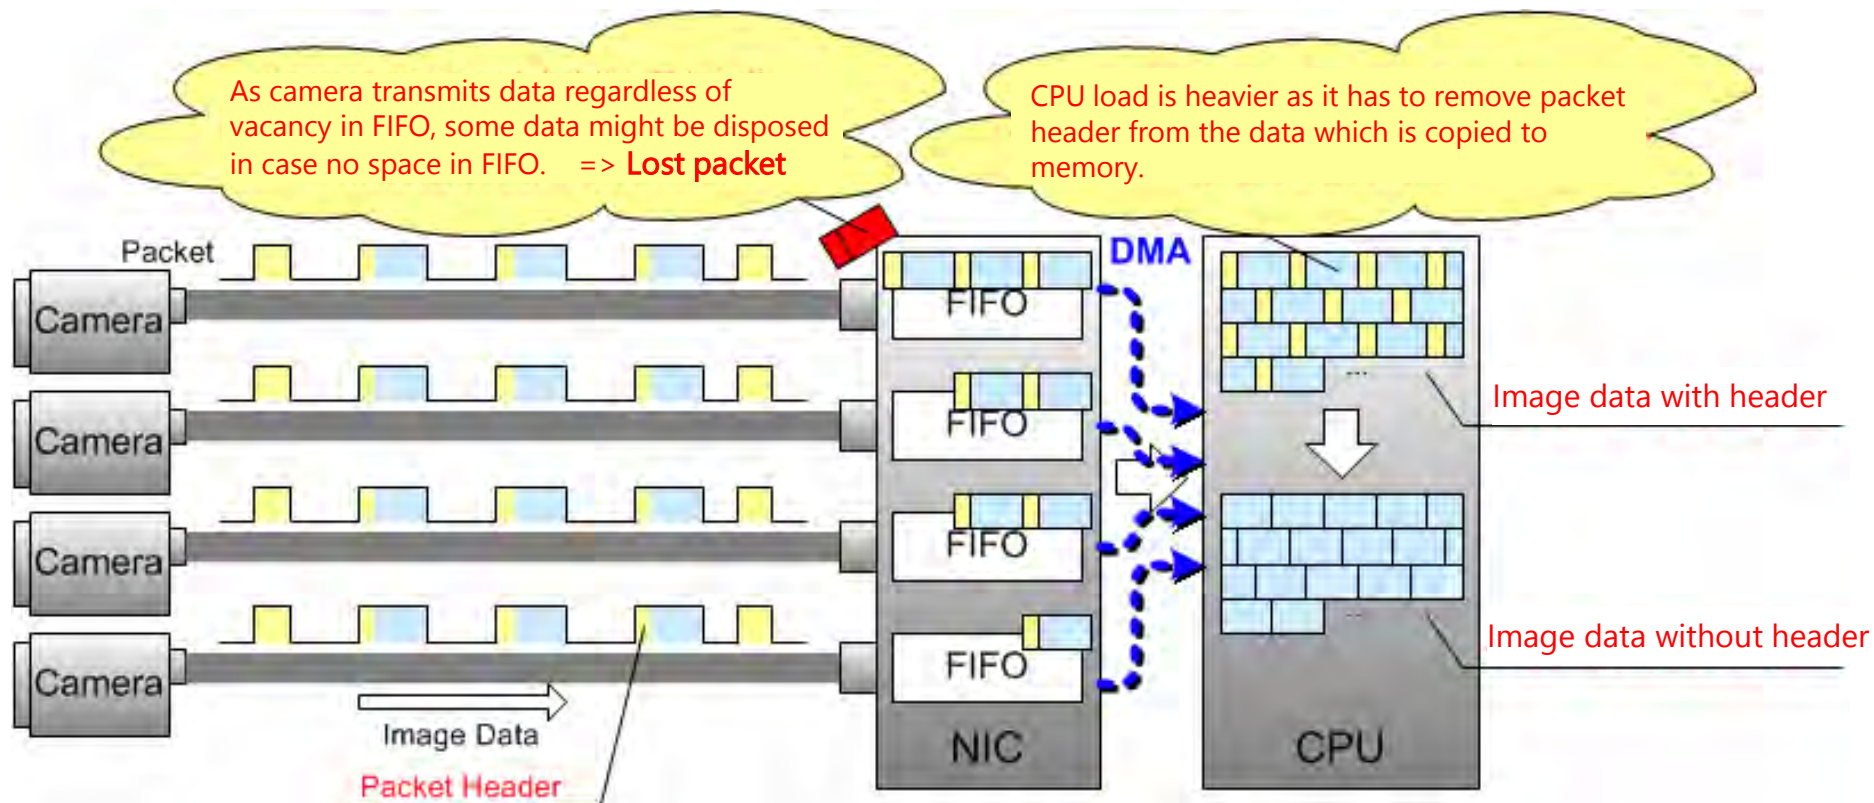 As camera transmits data regardless of
vacancy in FIFO, some data might be disposed
in case no space in FIFO. => Lost packet
CPU load is heavier as it has to remove packet
header from the data which is copied to
memory.
Packet
DMA
Camera
FIFO
Image data with header
...
Camera
FIFO
Camera
FIFO
Image data without header
...
Camera
FIFO
Image Data
NIC
CPU
Packet Header